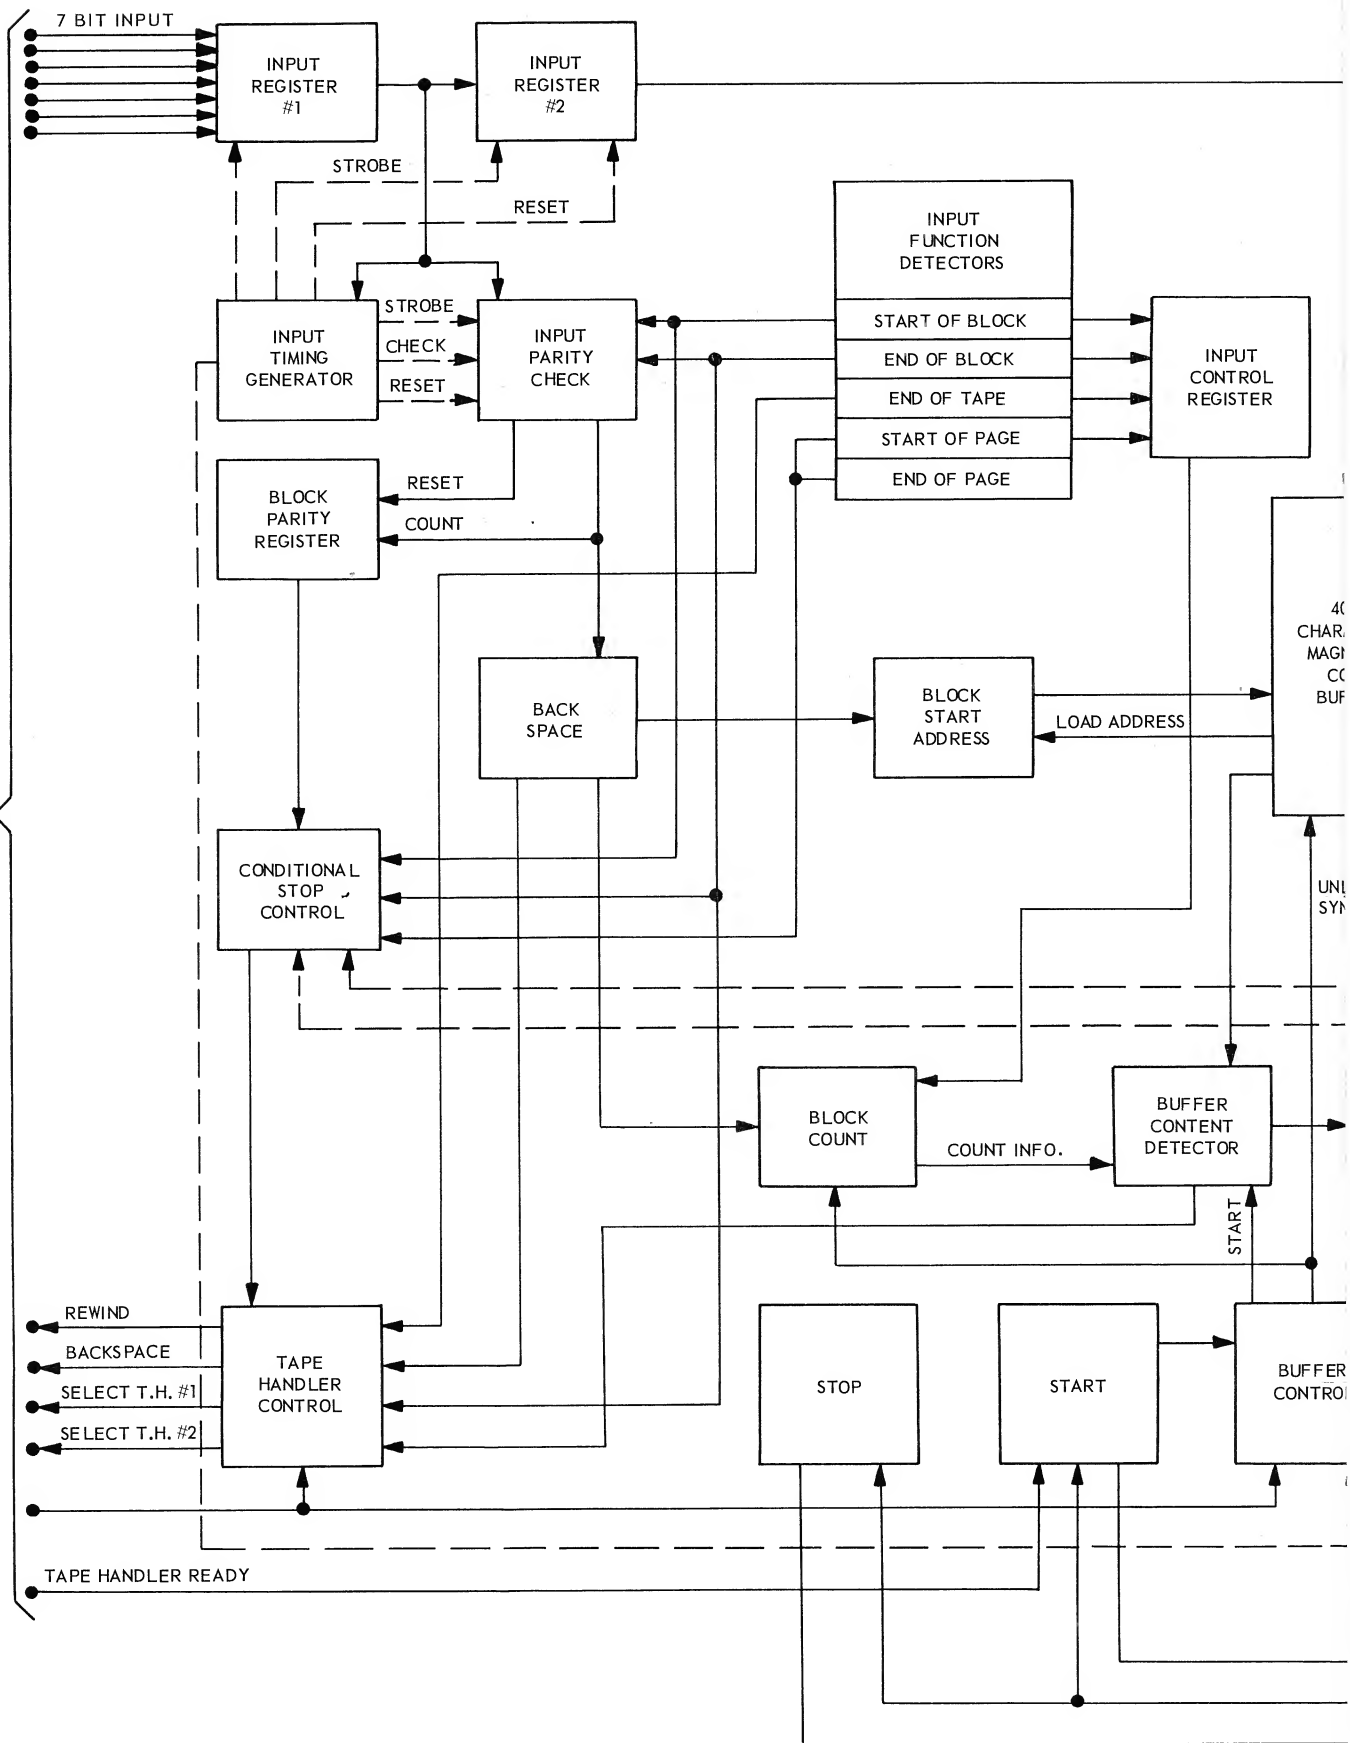 7 BIT INPUT
INPUT
REGISTER
#1
INPUT
REGISTER
#2
STROBE
RESET
INPUT
FUNCTION
DETECTORS
START OF BLOCK
END OF BLOCK
END OF TAPE
START OF PAGE
END OF PAGE
INPUT
TIMING
GENERATOR
STROBE
CHECK
RESET
INPUT
PARITY
CHECK
INPUT
CONTROL
REGISTER
BLOCK
PARITY
REGISTER
RESET
COUNT
BACK
SPACE
BLOCK
START
ADDRESS
LOAD ADDRESS
CONDITIONAL
STOP
CONTROL
BLOCK
COUNT
COUNT INFO.
BUFFER
CONTENT
DETECTOR
START
REWIND
BACKSPACE
SELECT T.H. #1
SELECT T.H. #2
TAPE
HANDLER
CONTROL
STOP
START
BUFFER
TAPE HANDLER READY